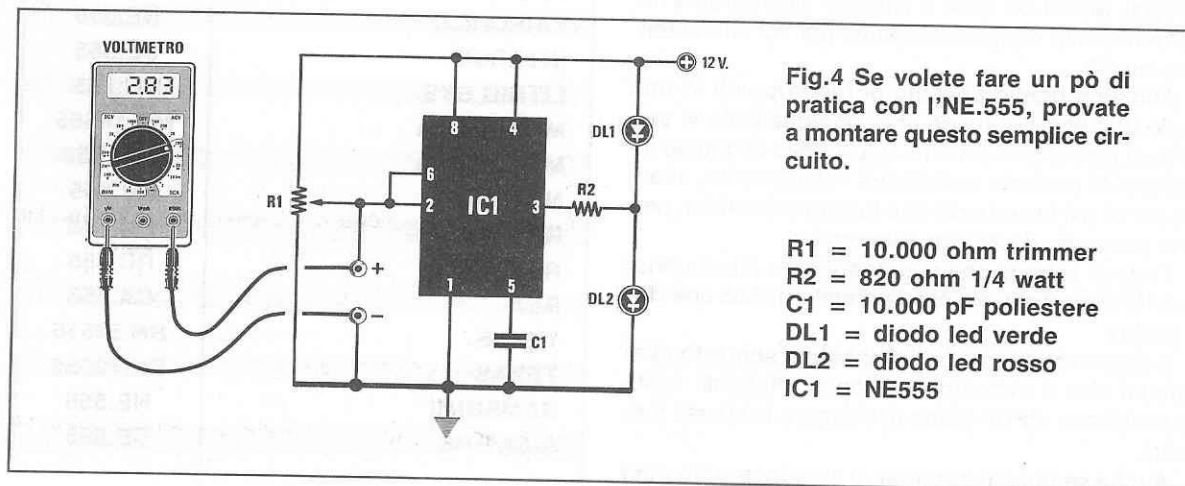 VOLTMETRO
2.83
12 V.
DL1
8
4
6
2
IC1
3
R2
R1
+
1
5
DL2
–
C1
Fig.4 Se volete fare un pò di
pratica con l'NE.555, provate
a montare questo semplice cir-
cuito.
R1 = 10.000 ohm trimmer
R2 = 820 ohm 1/4 watt
C1 = 10.000 pF poliestere
DL1 = diodo led verde
DL2 = diodo led rosso
IC1 = NE555